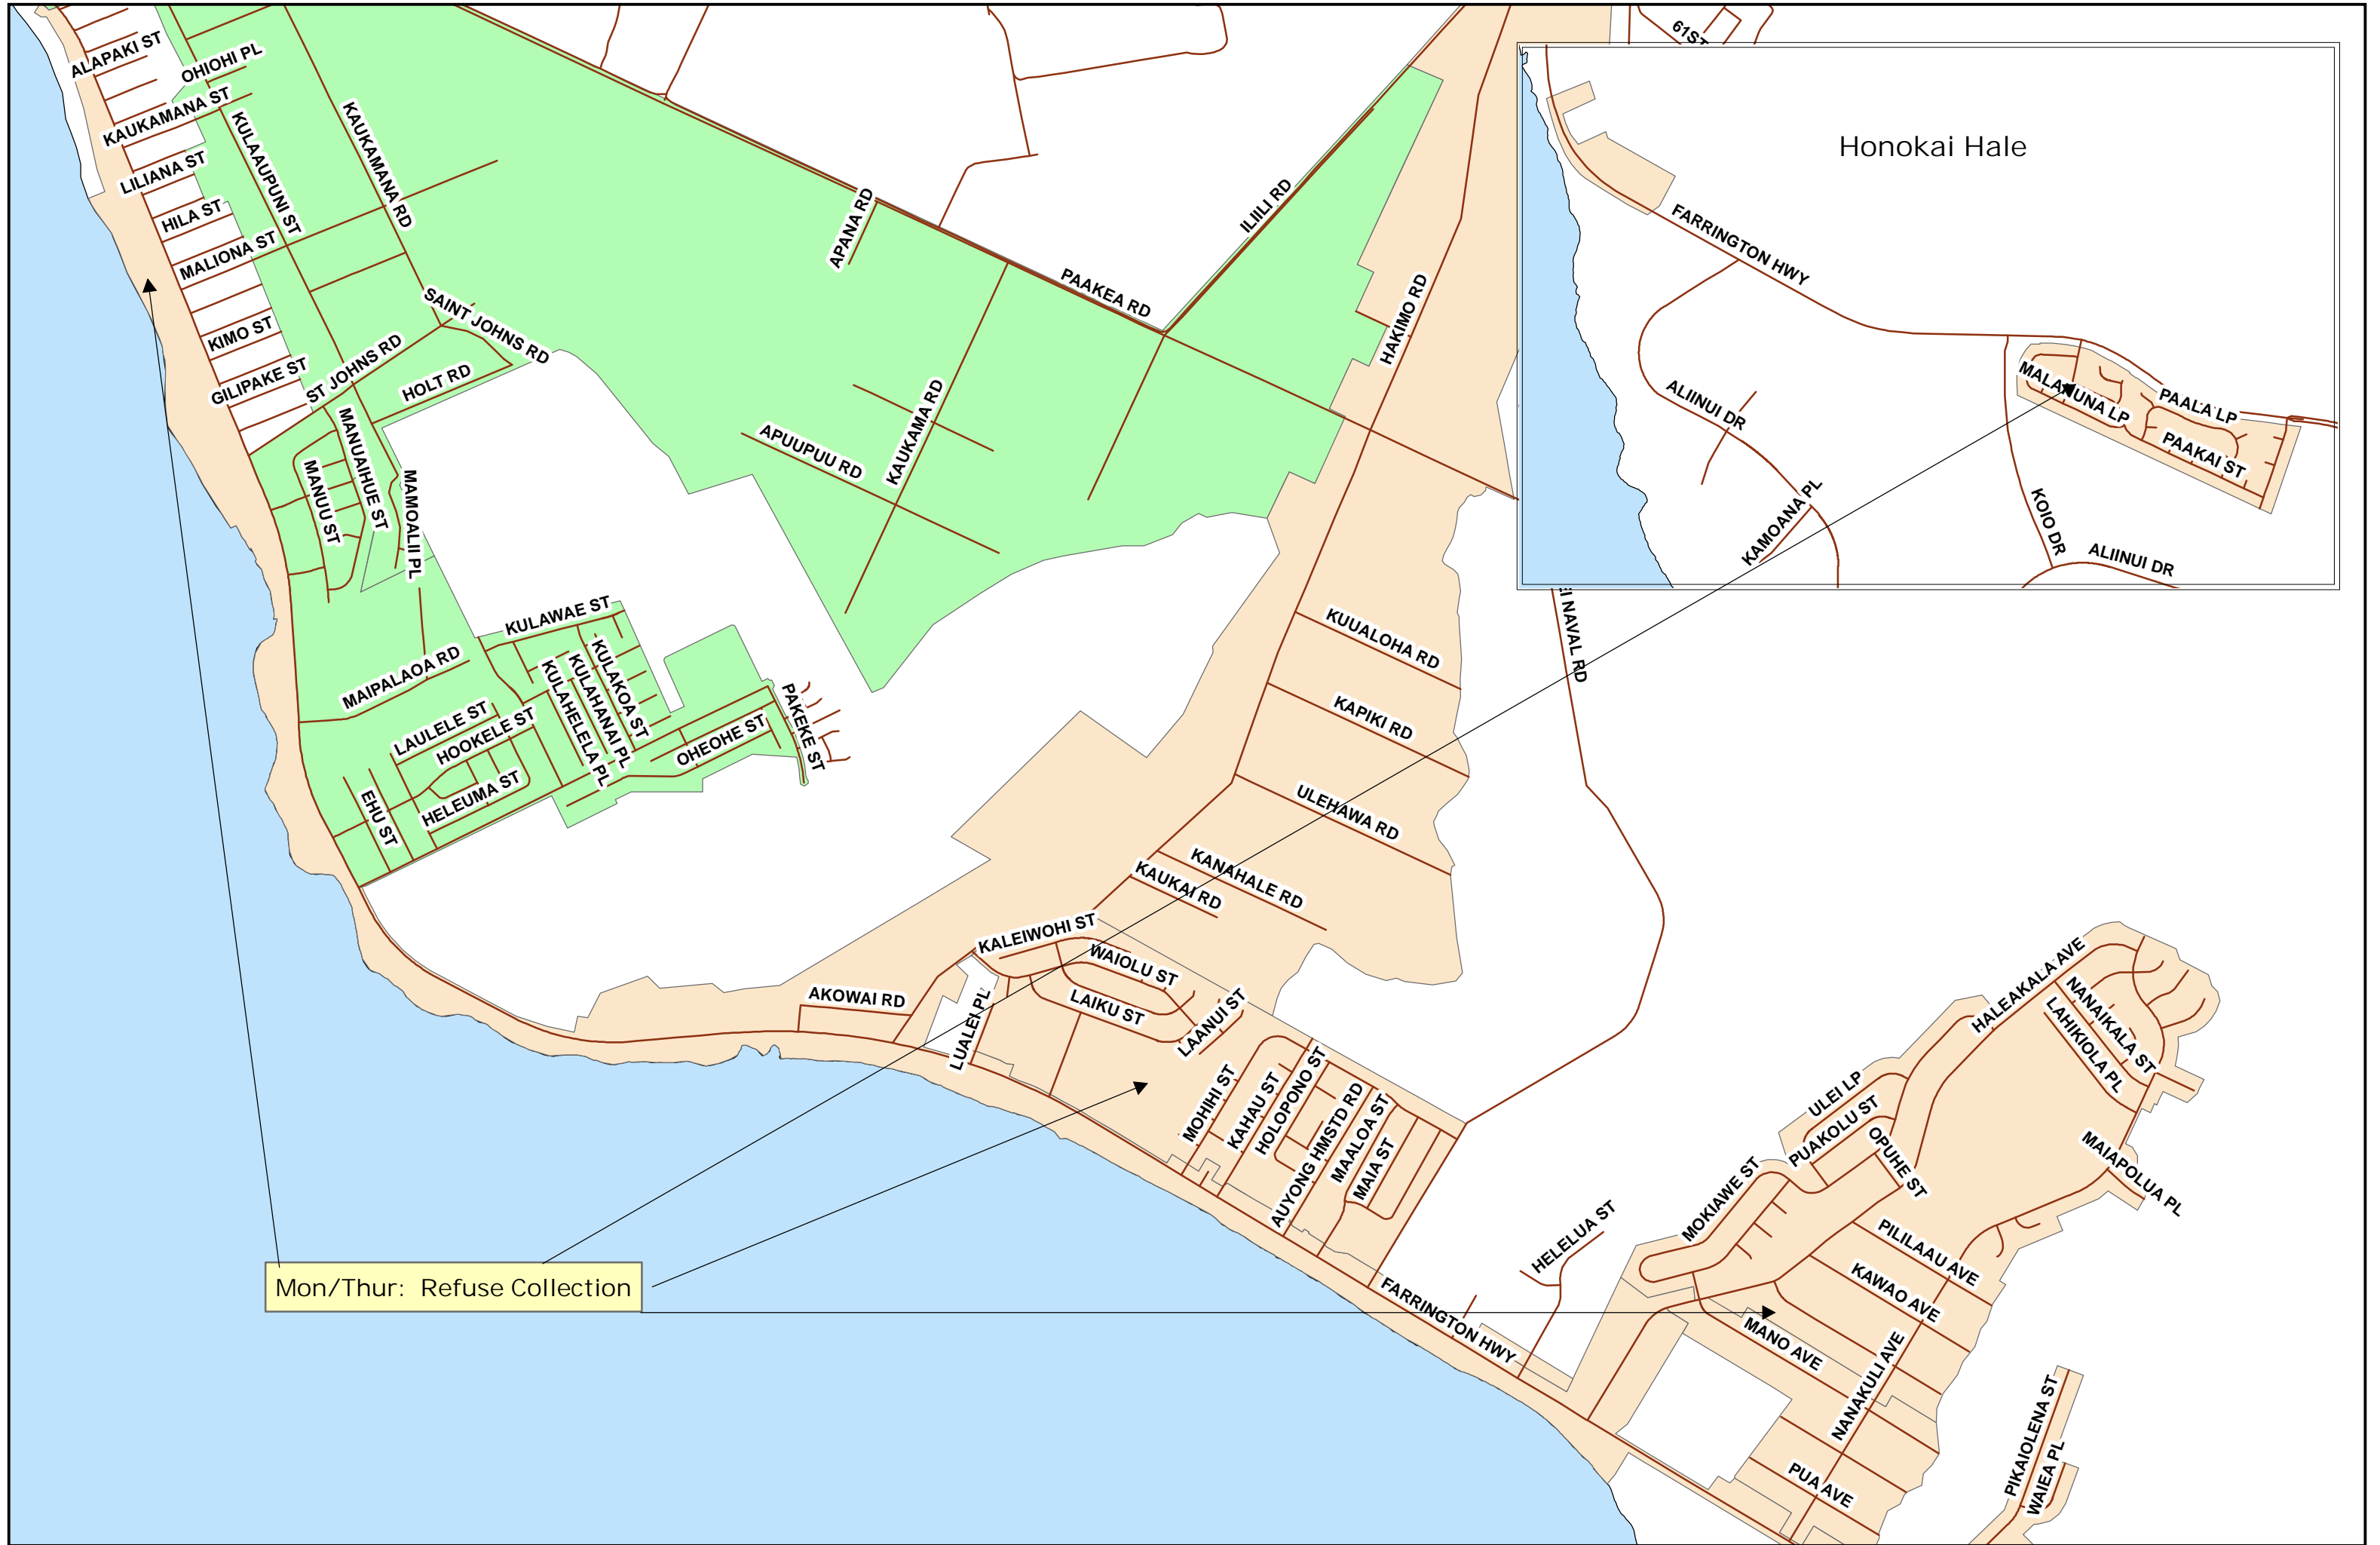 61ST
ALAPAKI ST
OHIOHI PL
KAUKAMANA ST
KULAAUPUNI ST
KAUKAMANA RD
LILIANA ST
HILA ST
MALIONA ST
KIMO ST
GILIPAKE ST
ST JOHNS RD
SAINT JOHNS RD
HOLT RD
MANUAIHUE ST
MANUU ST
MAMOALII PL
APANA RD
PAAKEA RD
ILIILI RD
HAKIMO RD
KAUKAMA RD
APUUPUU RD
Honokai Hale
FARRINGTON HWY
ALIINUI DR
KAMOANA PL
KOIO DR
ALIINUI DR
PAALA LP
PAAKAI ST
KULAWAE ST
KULAKOA ST
KULAHANAI PL
KULAHELELA PL
MAIPALAOA RD
LAULELE ST
HOOKELE ST
HELEUMA ST
EHU ST
OHEOHE ST
PAKEKE ST
KUUALOHA RD
KAPIKI RD
ULEHAWA RD
KANAHALE RD
KAUKAI RD
EI NAVAL RD
KALEIWOHI ST
WAIOLU ST
LAIKU ST
LAANUI ST
AKOWAI RD
LUALEI PL
MOHIHI ST
KAHAU ST
HOLOPONO ST
AUYONG HMSTD RD
MAALOA ST
MAIA ST
HALEAKALA AVE
NANAIKALA ST
LAHIKIOLA PL
ULEI LP
PUAKOLU ST
OPUHE ST
MOKIAWE ST
MAIAPOLUA PL
HELELUA ST
PILILAAU AVE
KAWAO AVE
MANO AVE
NANAKULI AVE
PUA AVE
PIKAIOLENA ST
WAIEA PL
FARRINGTON HWY
Mon/Thur: Refuse Collection